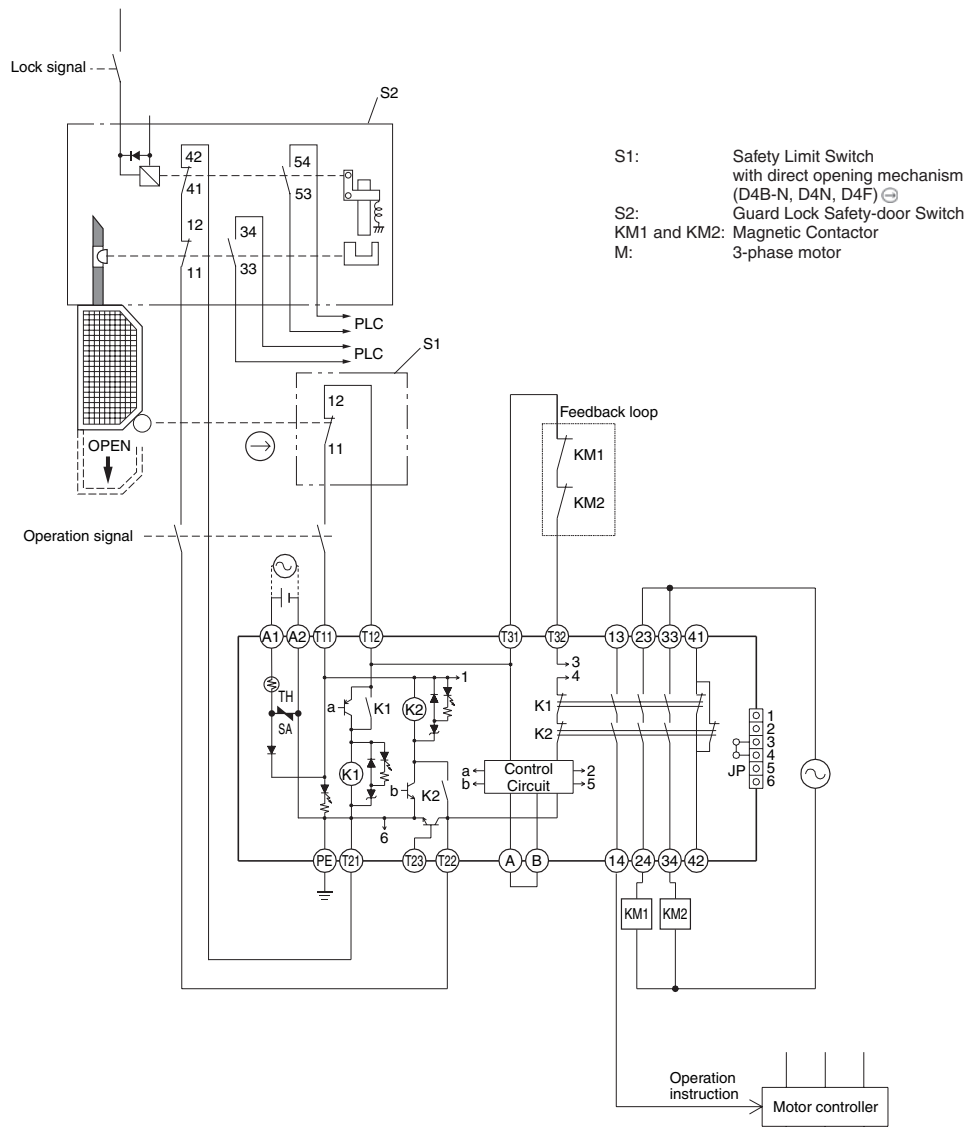 Lock signal
S2
42
41
54
53
12
11
34
33
PLC
PLC
S1:
Safety Limit Switch
with direct opening mechanism
(D4B-N, D4N, D4F)
S2:
Guard Lock Safety-door Switch
KM1 and KM2: Magnetic Contactor
M:
3-phase motor
S1
12
11
OPEN
Feedback loop
KM1
KM2
Operation signal
A1 A2 T11 T12 T31 T32 13 23 33 41
1
3
4
TH
SA
a
K1
K2
K1
K2
K1
b
K2
6
a
b
Control
Circuit
2
5
JP
1
2
3
4
5
6
PE T21 T23 T22 A B 14 24 34 42
KM1
KM2
Operation
instruction
Motor controller